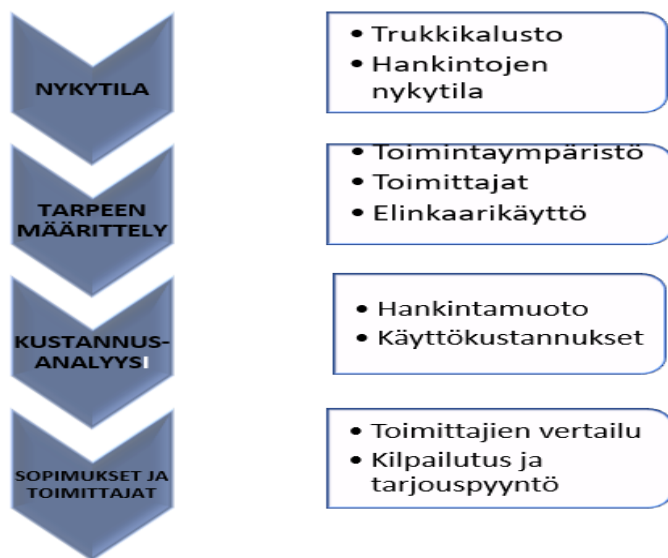 NYKYTILA
• Trukkikalusto
• Hankintojen
nykytila
TARPEEN
MÄÄRITTELY
• Toimintaympäristö
• Toimittajat
• Elinkaarikäyttö
KUSTANNUS-
ANALYYSI
• Hankintamuoto
• Käyttökustannukset
SOPIMUKSET JA
TOIMITTAJAT
• Toimittajien vertailu
• Kilpailutus ja
tarjouspyyntö